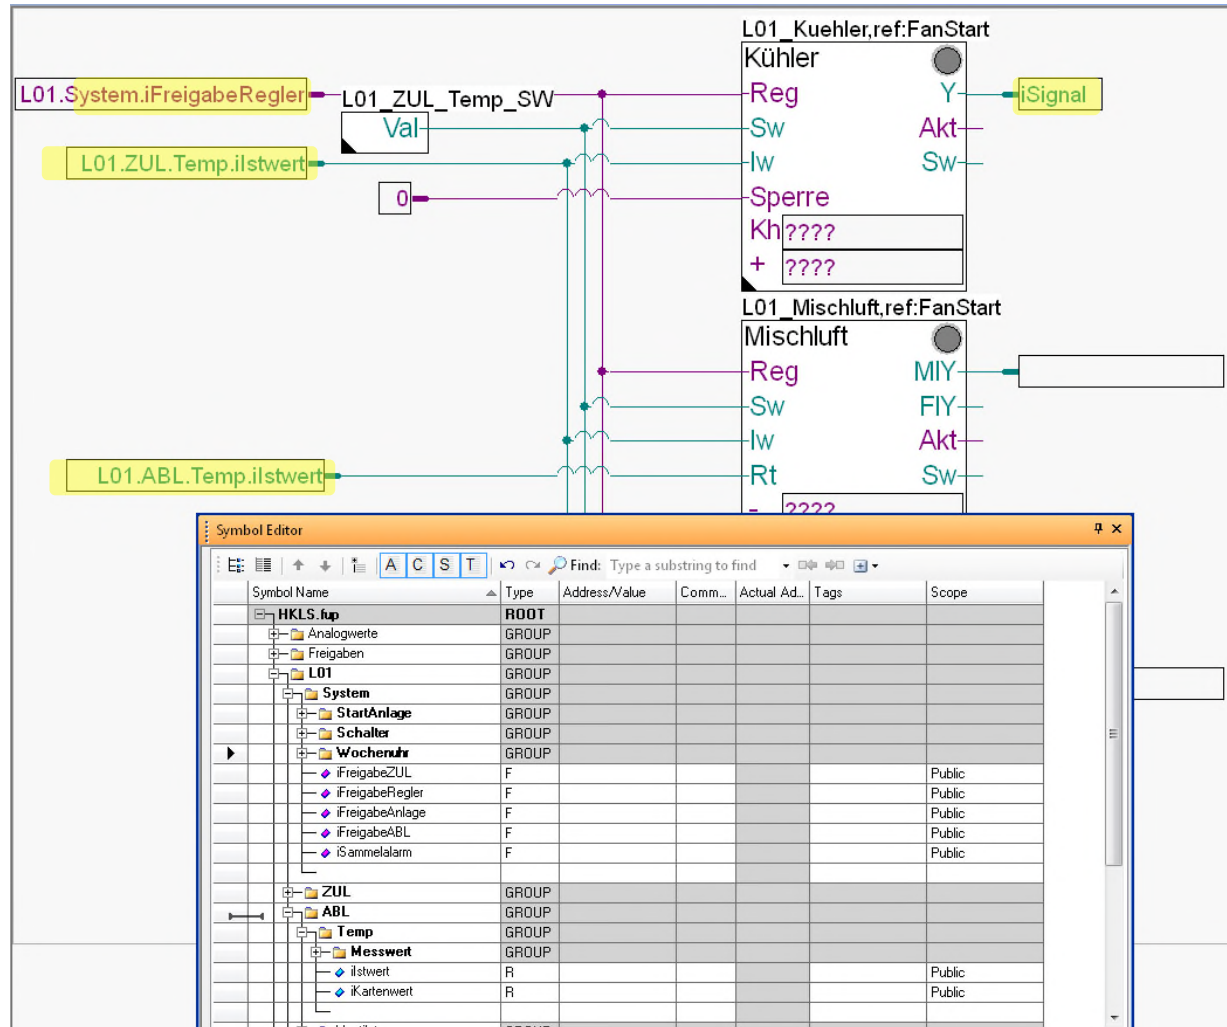 L01_Kuehler,ref:FanStart
Kühler
L01.System.iFreigabeRegler
L01_ZUL_Temp_SW
Reg
Y
iSignal
Val
Sw
Akt
L01.ZUL.Temp.iIstwert
Iw
Sw
0
Sperre
Kh ????
+ ????
L01_Mischluft,ref:FanStart
Mischluft
Reg
MIY
Sw
FIY
Iw
Akt
L01.ABL.Temp.iIstwert
Rt
Sw
- ????
Symbol Editor
A C S T Find: Type a substring to find
Symbol Name Type Address/Value Comm... Actual Ad... Tags Scope
HKLS.fup ROOT
Analogwerte GROUP
Freigaben GROUP
L01 GROUP
System GROUP
StartAnlage GROUP
Schalter GROUP
Wochenuhr GROUP
iFreigabeZUL F Public
iFreigabeRegler F Public
iFreigabeAnlage F Public
iFreigabeABL F Public
iSammelalarm F Public
ZUL GROUP
ABL GROUP
Temp GROUP
Messwert GROUP
iIstwert R Public
iKartenwert R Public